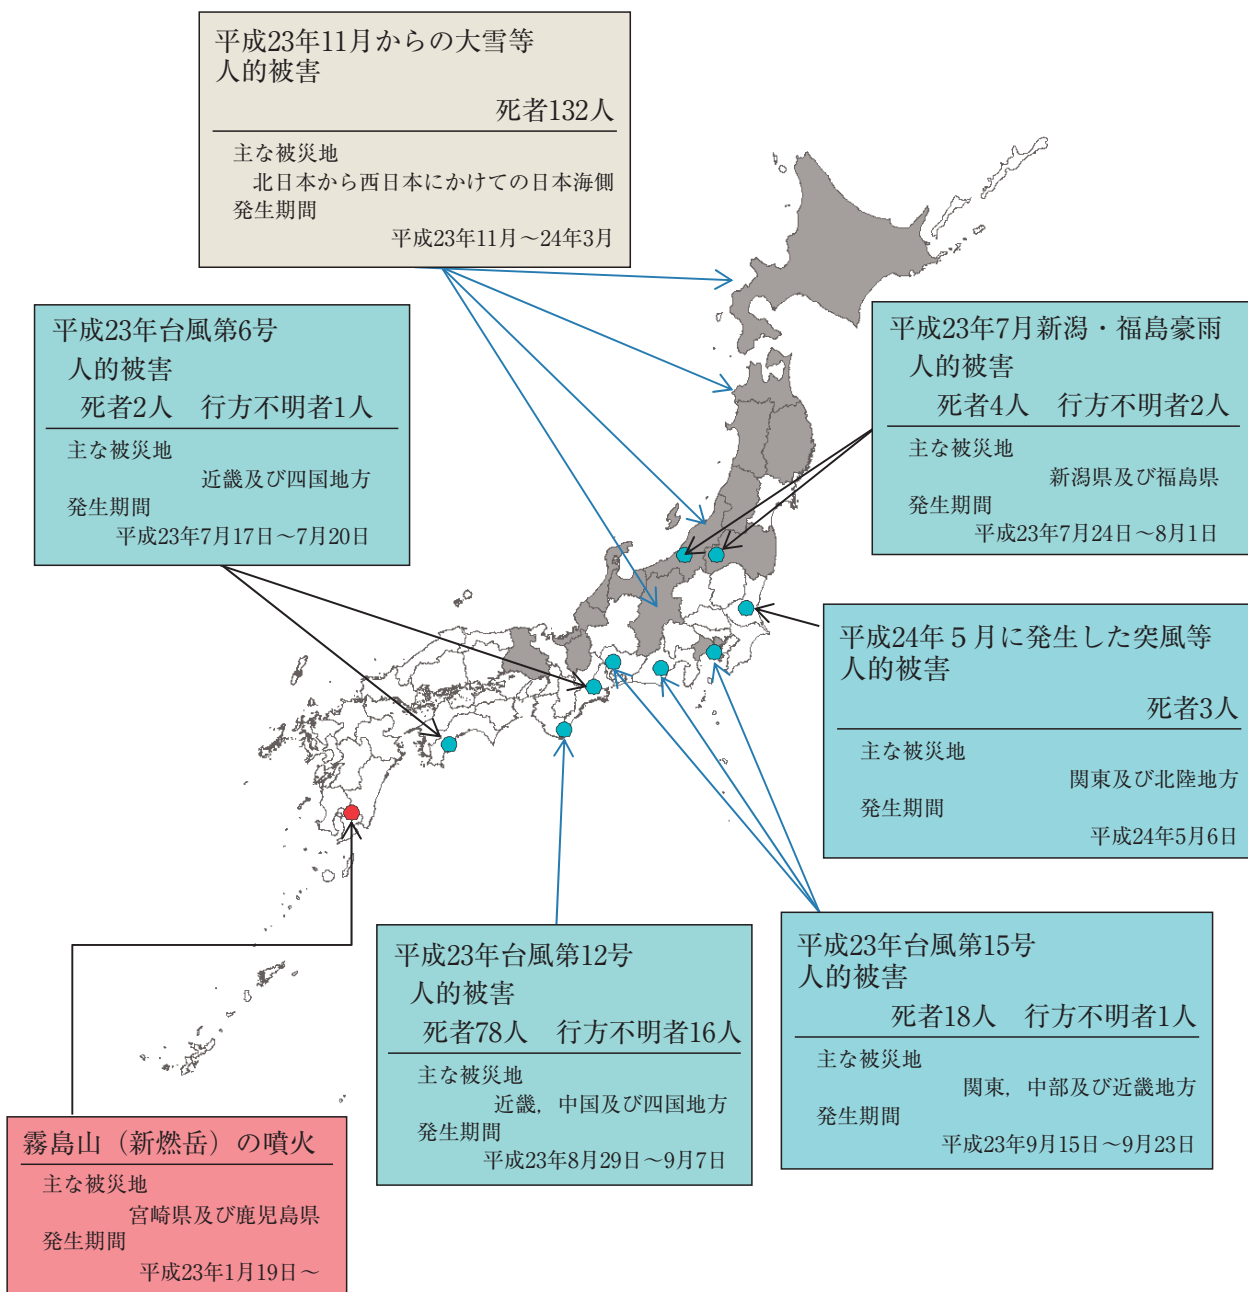 平成23年11月からの大雪等
人的被害
死者132人
主な被災地
北日本から西日本にかけての日本海側
発生期間
平成23年11月～24年3月
平成23年台風第6号
人的被害
死者2人　行方不明者1人
主な被災地
近畿及び四国地方
発生期間
平成23年7月17日～7月20日
平成23年7月新潟・福島豪雨
人的被害
死者4人　行方不明者2人
主な被災地
新潟県及び福島県
発生期間
平成23年7月24日～8月1日
平成24年５月に発生した突風等
人的被害
死者3人
主な被災地
関東及び北陸地方
発生期間
平成24年5月6日
平成23年台風第12号
人的被害
死者78人　行方不明者16人
主な被災地
近畿，中国及び四国地方
発生期間
平成23年8月29日～9月7日
平成23年台風第15号
人的被害
死者18人　行方不明者1人
主な被災地
関東，中部及び近畿地方
発生期間
平成23年9月15日～9月23日
霧島山（新燃岳）の噴火
主な被災地
宮崎県及び鹿児島県
発生期間
平成23年1月19日～